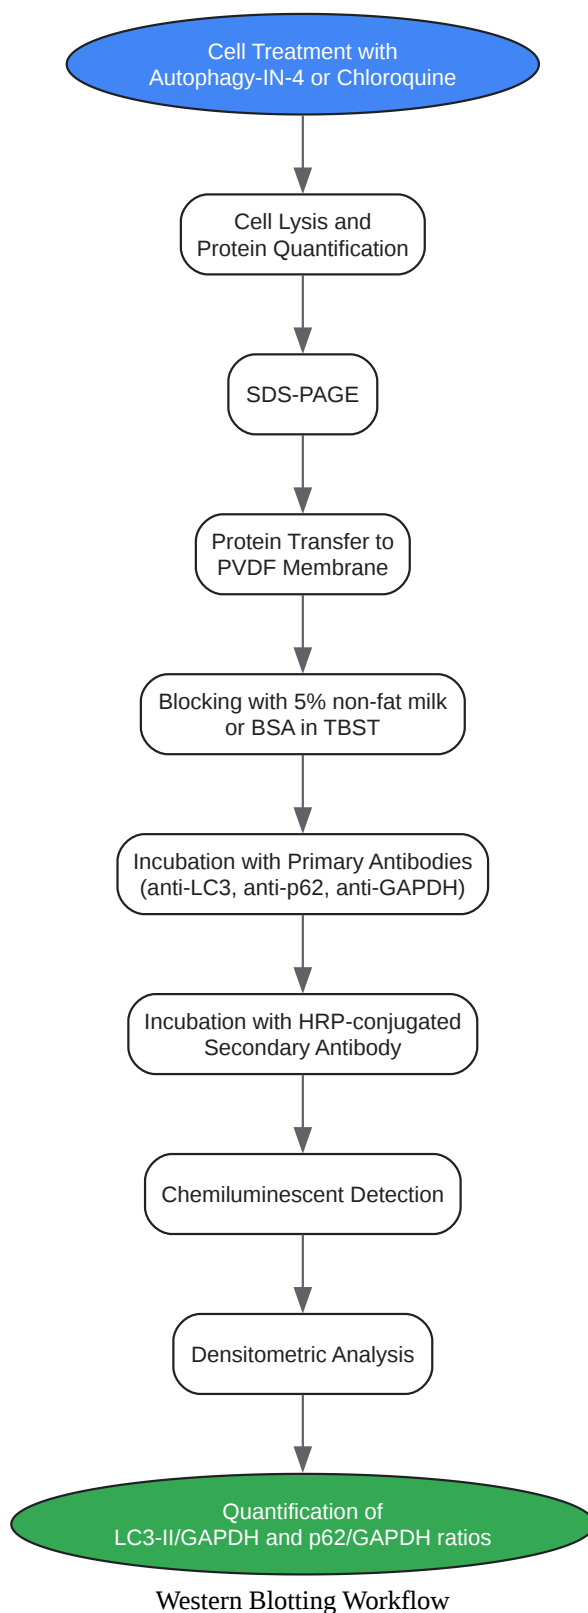 Cell Treatment with
Autophagy-IN-4 or Chloroquine
Cell Lysis and
Protein Quantification
SDS-PAGE
Protein Transfer to
PVDF Membrane
Blocking with 5% non-fat milk
or BSA in TBST
Incubation with Primary Antibodies
(anti-LC3, anti-p62, anti-GAPDH)
Incubation with HRP-conjugated
Secondary Antibody
Chemiluminescent Detection
Densitometric Analysis
Quantification of
LC3-II/GAPDH and p62/GAPDH ratios
Western Blotting Workflow